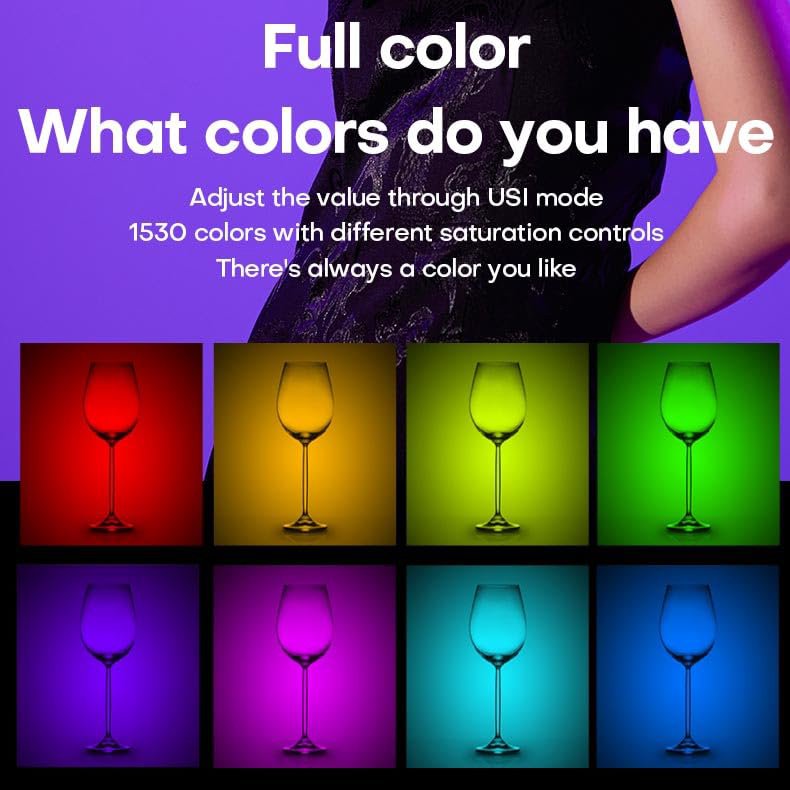 Full color
What colors do you have
Adjust the value through USI mode
1530 colors with different saturation controls
There's always a color you like